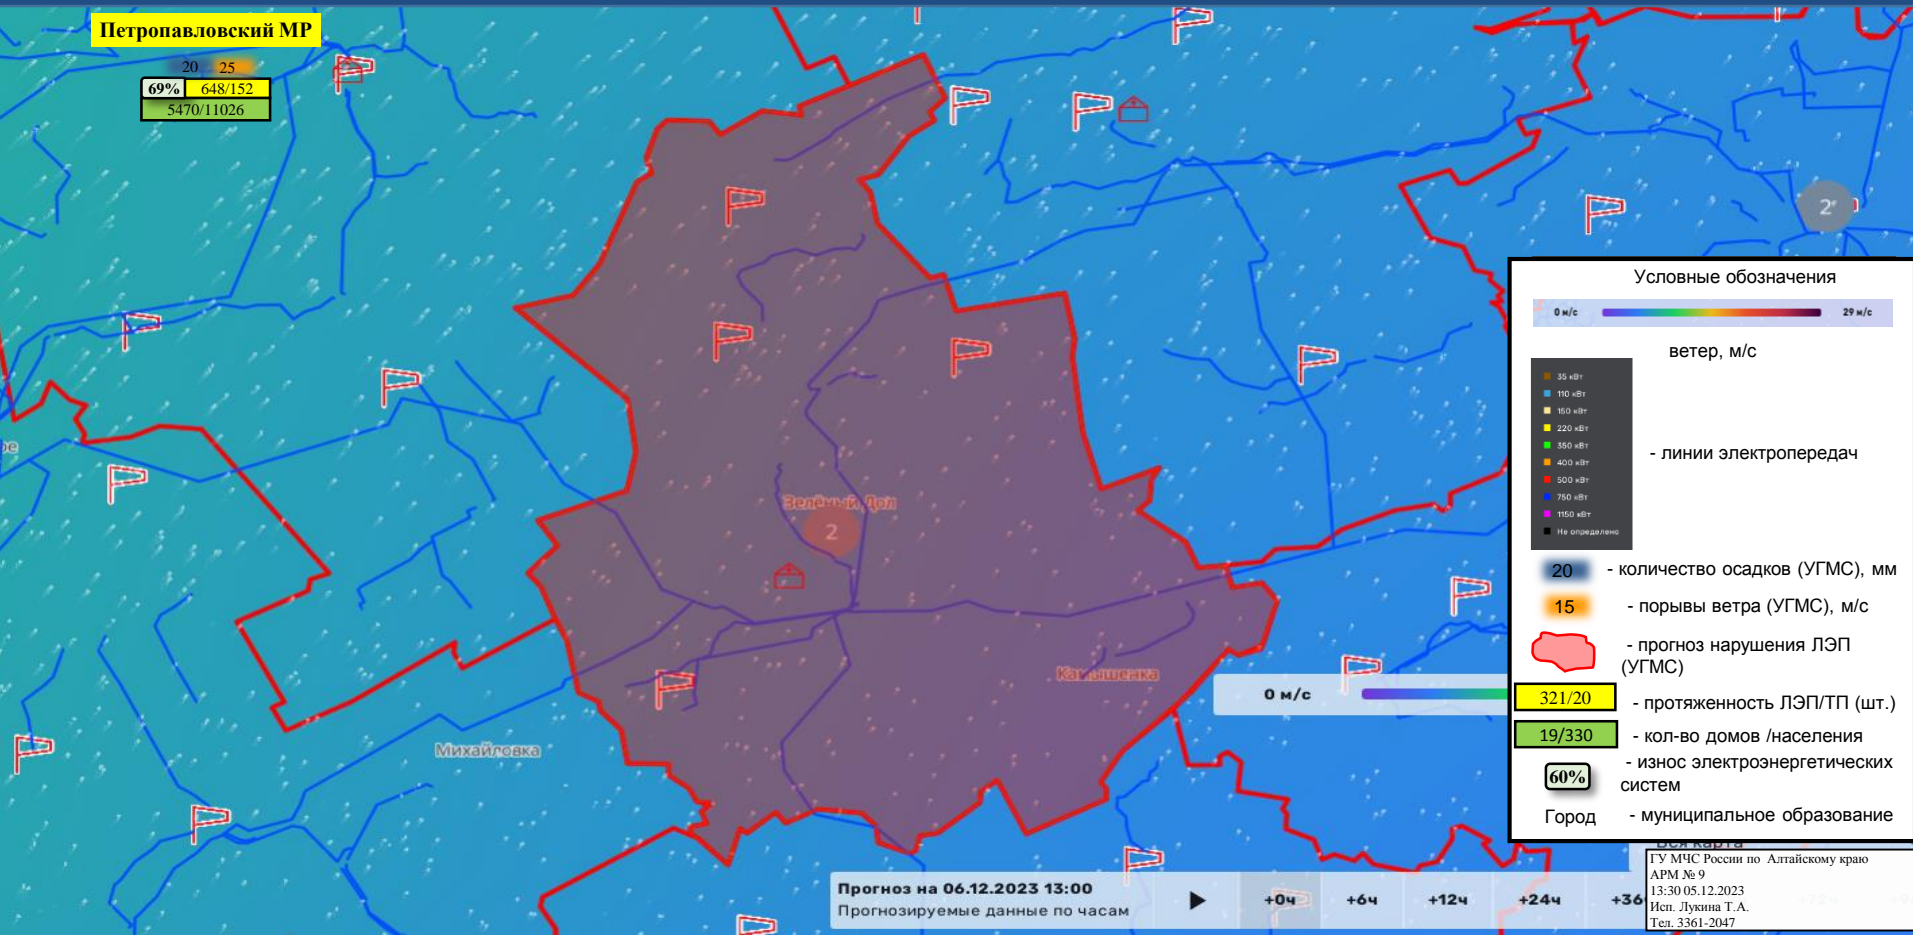 Петропавловский МР
20 25
69% 648/152
5470/11026
2
Условные обозначения
0 м/с 29 м/с
ветер, м/с
35 кВт
110 кВт
150 кВт
220 кВт
350 кВт
400 кВт
500 кВт
750 кВт
1150 кВт
Не определено
- линии электропередач
20 - количество осадков (УГМС), мм
15 - порывы ветра (УГМС), м/с
- прогноз нарушения ЛЭП
(УГМС)
321/20 - протяженность ЛЭП/ТП (шт.)
19/330 - кол-во домов /населения
60% - износ электроэнергетических
систем
Город - муниципальное образование
Зелёный Дол
2
Камышенка
Михайловка
0 м/с
Вся карта
Прогноз на 06.12.2023 13:00
Прогнозируемые данные по часам
+0ч +6ч +12ч +24ч +36
ГУ МЧС России по Алтайскому краю
АРМ № 9
13:30 05.12.2023
Исп. Лукина Т.А.
Тел. 3361-2047